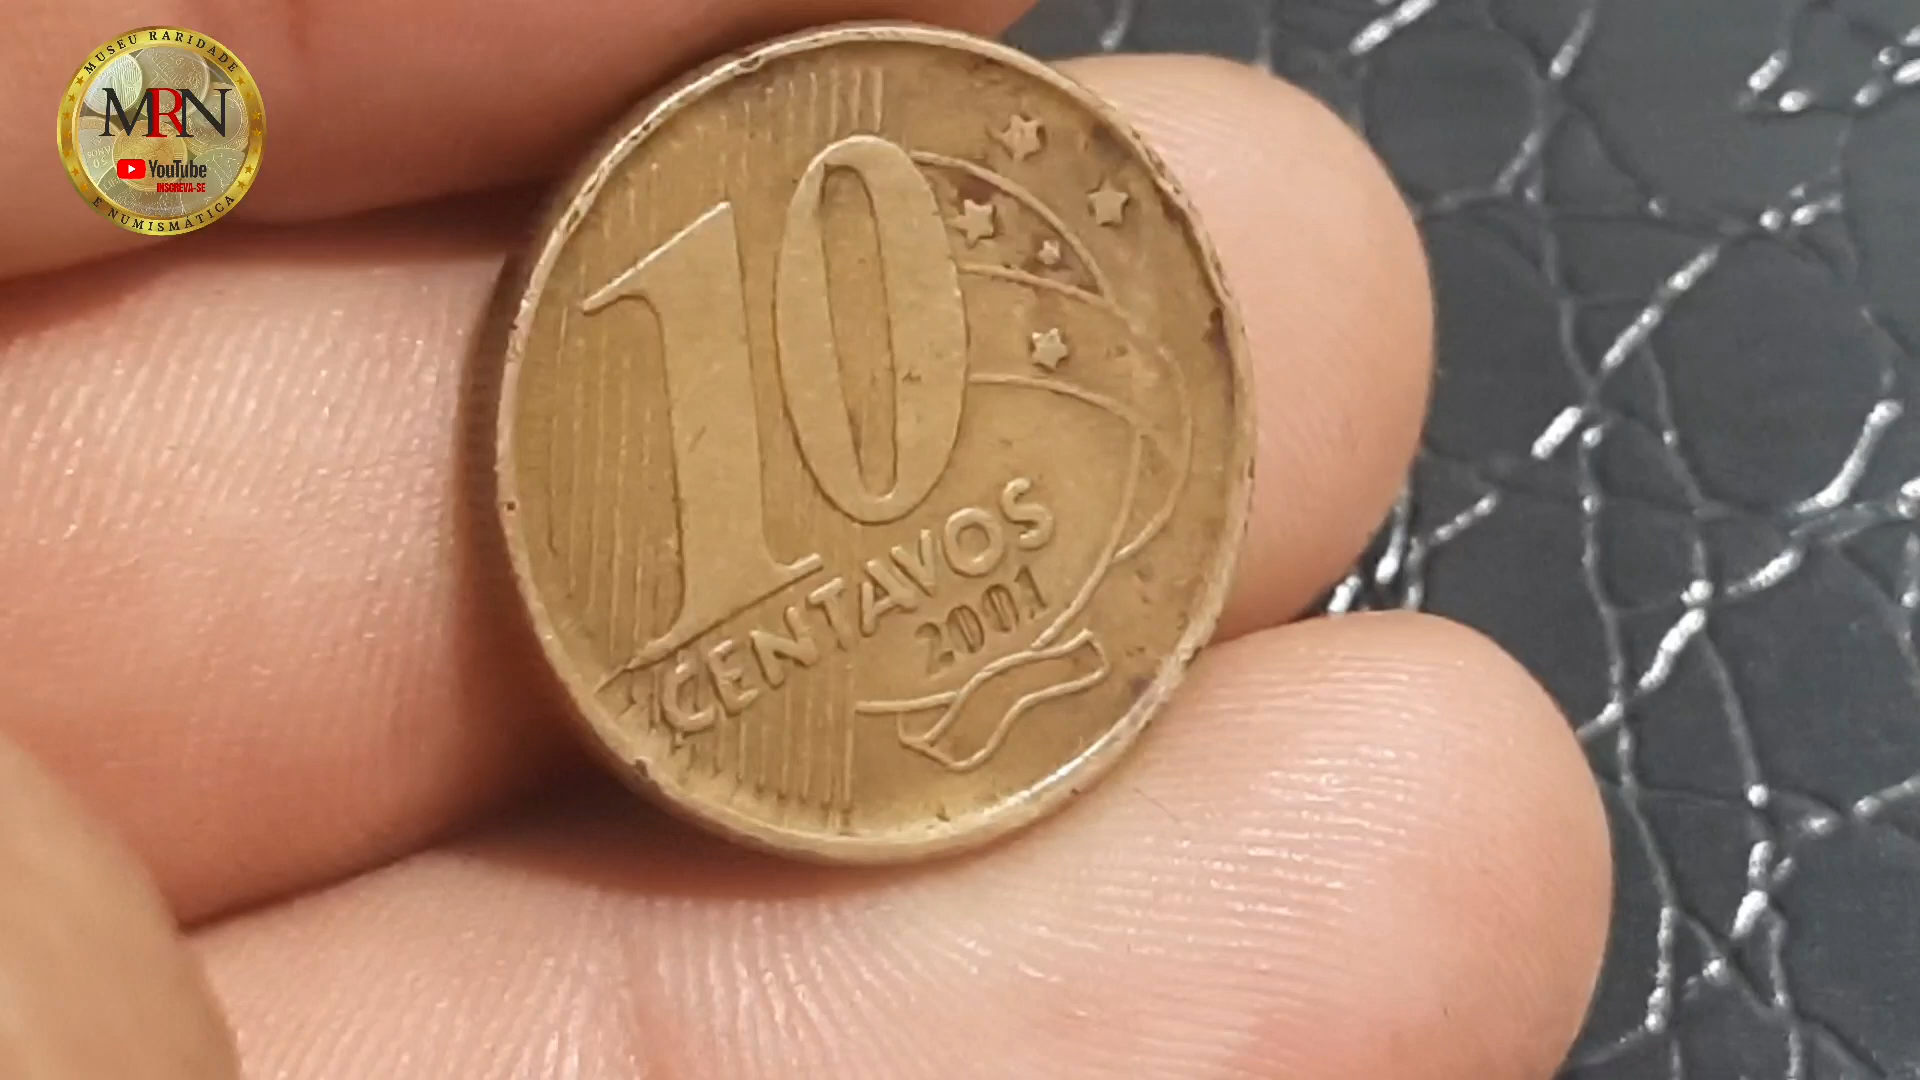 MUSEU RARIDADE
MRN
YouTube
INSCREVA-SE
E NUMISMÁTICA
10
CENTAVOS
2001